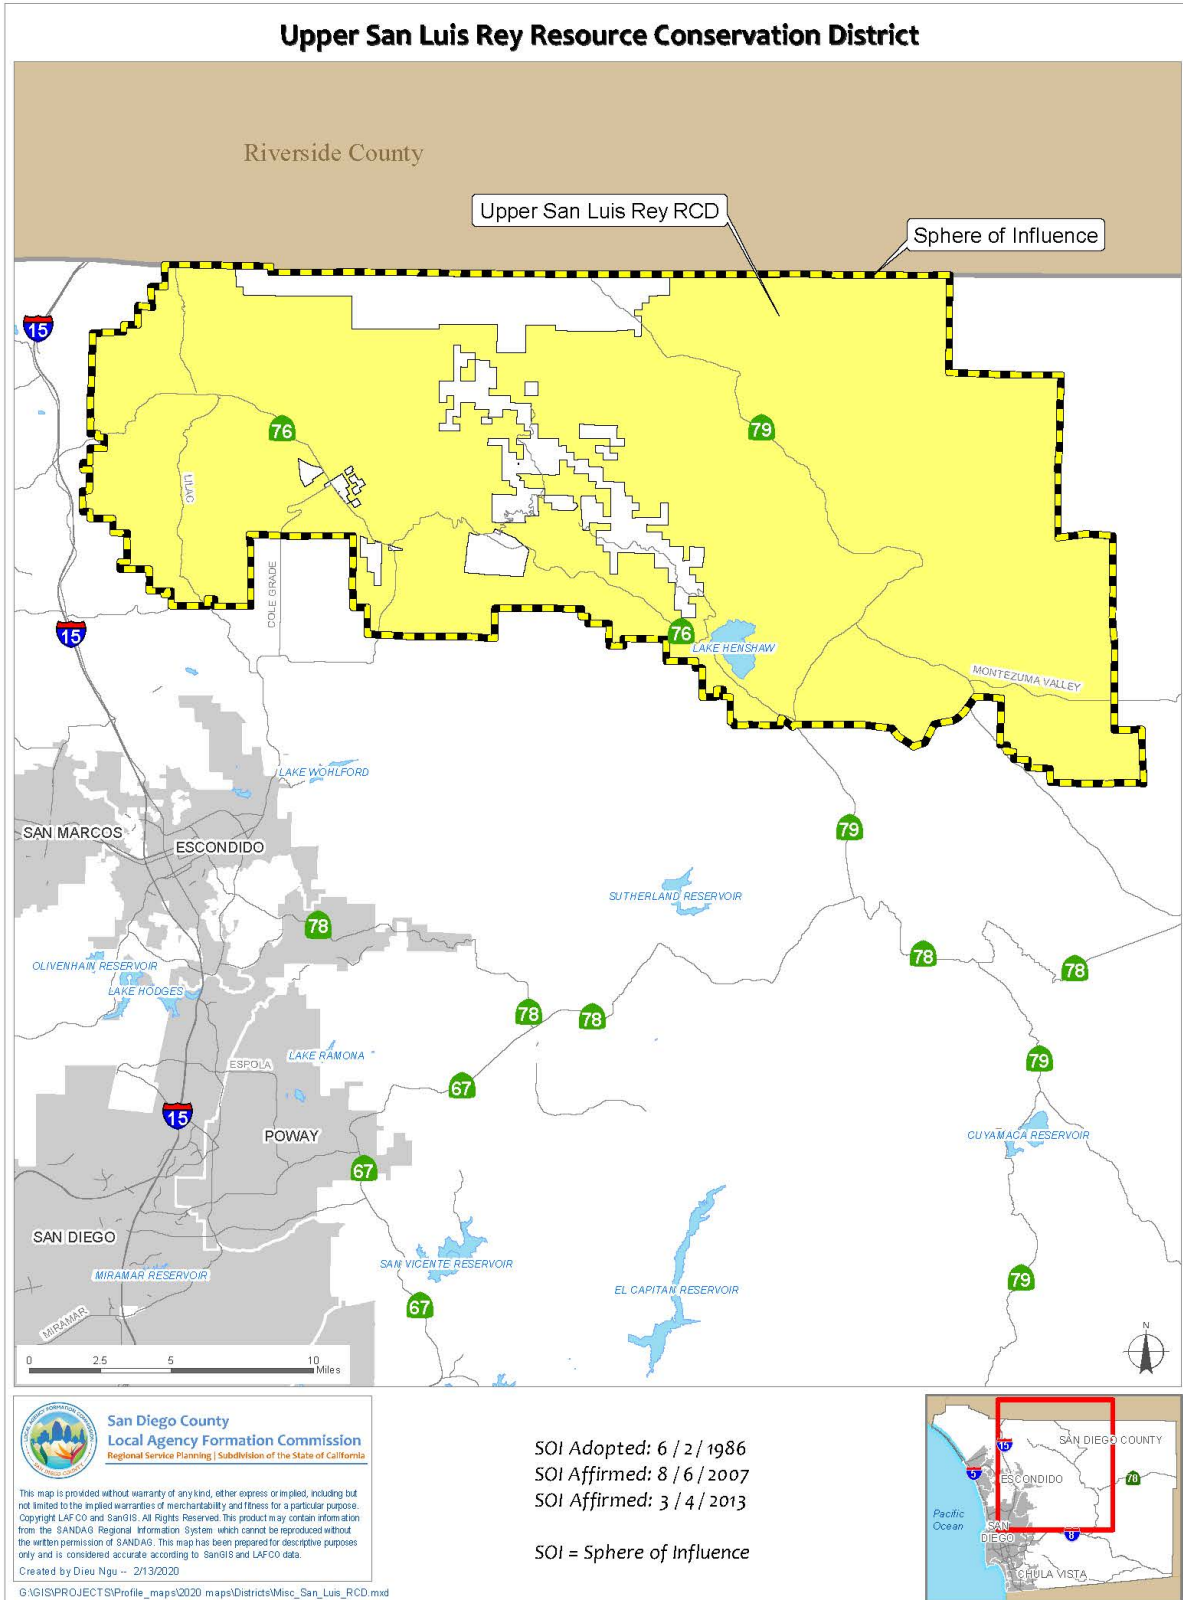 Upper San Luis Rey Resource Conservation District
Riverside County
Upper San Luis Rey RCD
Sphere of Influence
15
76
79
LILAC
COLE GRADE
15
76
LAKE HENSHAW
MONTEZUMA VALLEY
LAKE WOHLFORD
SAN MARCOS
ESCONDIDO
79
SUTHERLAND RESERVOIR
78
78
78
OLIVENHAIN RESERVOIR
LAKE HODGES
78
78
LAKE RAMONA
ESPOLA
79
67
15
POWAY
CUYAMACA RESERVOIR
67
SAN DIEGO
SAN VICENTE RESERVOIR
MIRAMAR RESERVOIR
EL CAPITAN RESERVOIR
79
67
MIRAMAR
N
0 2.5 5 10
Miles
LOCAL AGENCY FORMATION COMMISSION
SAN DIEGO COUNTY
San Diego County
Local Agency Formation Commission
Regional Service Planning | Subdivision of the State of California
This map is provided without warranty of any kind, either express or implied, including but
not limited to the implied warranties of merchantability and fitness for a particular purpose.
Copyright LAFCO and SanGIS. All Rights Reserved. This product may contain information
from the SANDAG Regional Information System which cannot be reproduced without
the written permission of SANDAG. This map has been prepared for descriptive purposes
only and is considered accurate according to SanGIS and LAFCO data.
Created by Dieu Ngu -- 2/13/2020
G:\GIS\PROJECTS\Profile_maps\2020 maps\Districts\Misc_San_Luis_RCD.mxd
SOI Adopted: 6 / 2 / 1986
SOI Affirmed: 8 / 6 / 2007
SOI Affirmed: 3 / 4 / 2013
SOI = Sphere of Influence
SAN DIEGO COUNTY
15
5
ESCONDIDO
78
Pacific
Ocean
SAN
DIEGO
8
CHULA VISTA